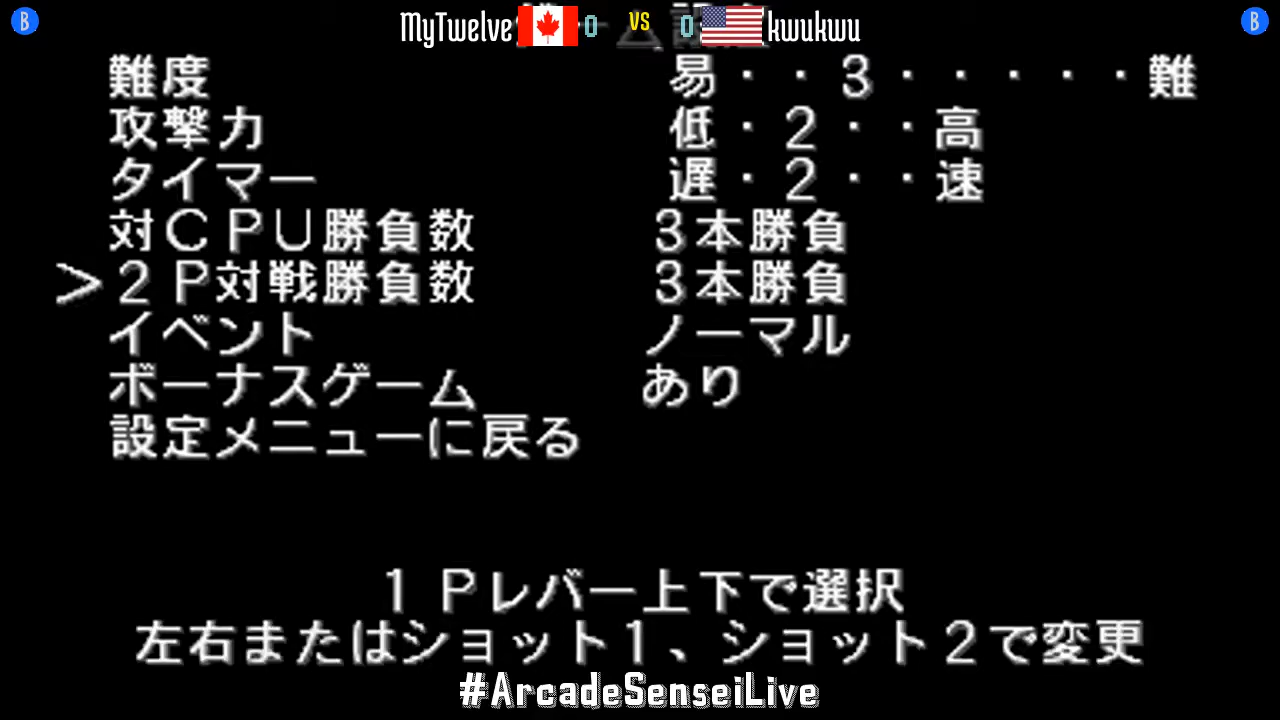 B MyTwelve 0 VS 0 kwukwu B
難度 易・・3・・・・・難
攻撃力 低・2・・高
タイマー 遅・2・・速
対CPU勝負数 3本勝負
>2P対戦勝負数 3本勝負
イベント ノーマル
ボーナスゲーム あり
設定メニューに戻る
1Pレバー上下で選択
左右またはショット1、ショット2で変更
#ArcadeSenseiLive